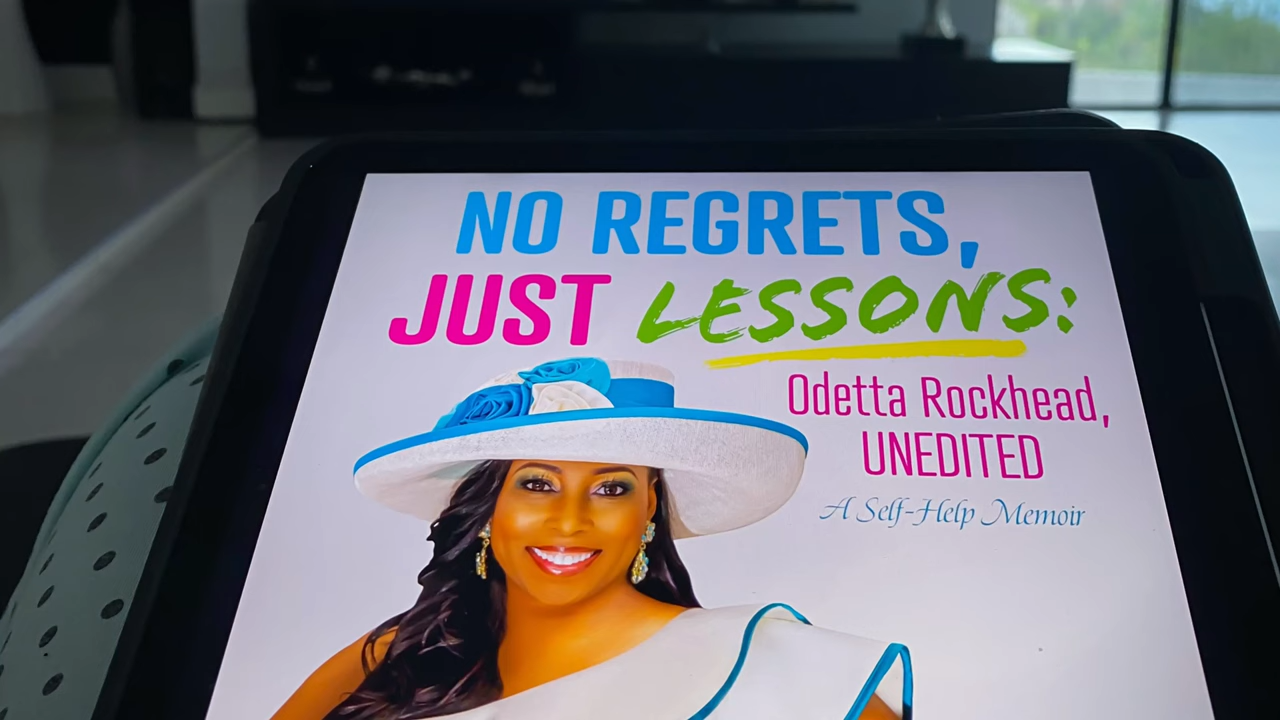 NO REGRETS,
JUST LESSONS:
Odetta Rockhead,
UNEDITED
A Self-Help Memoir